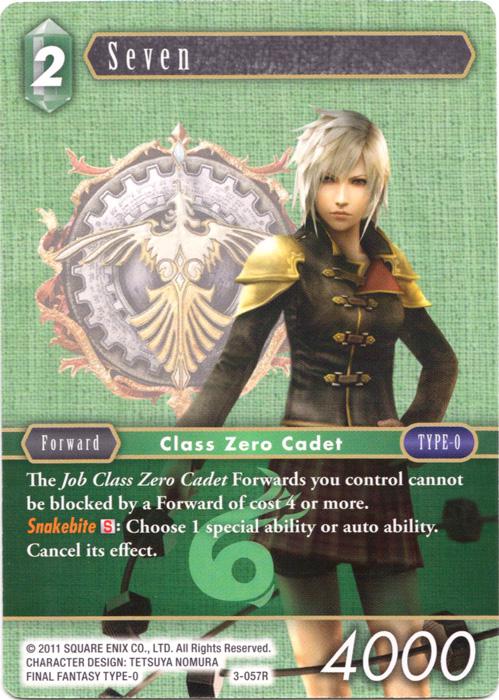 2
Seven
Forward
Class Zero Cadet
TYPE-0
The Job Class Zero Cadet Forwards you control cannot
be blocked by a Forward of cost 4 or more.
Snakebite S: Choose 1 special ability or auto ability.
Cancel its effect.
6
© 2011 SQUARE ENIX CO., LTD. All Rights Reserved.
CHARACTER DESIGN: TETSUYA NOMURA
FINAL FANTASY TYPE-0
3-057R
4000